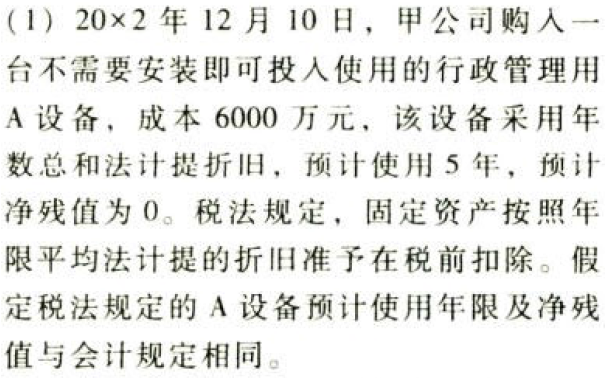 (1) 20×2 年 12 月 10 日，甲公司购入一
台不需要安装即可投入使用的行政管理用
A 设备，成本 6000 万元，该设备采用年
数总和法计提折旧，预计使用 5 年，预计
净残值为 0。税法规定，固定资产按照年
限平均法计提的折旧准予在税前扣除。假
定税法规定的 A 设备预计使用年限及净残
值与会计规定相同。